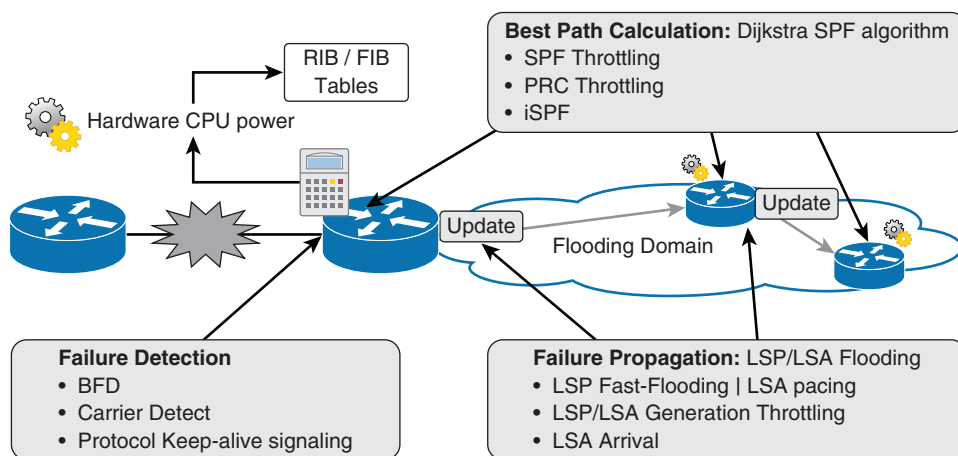 Best Path Calculation: Dijkstra SPF algorithm
• SPF Throttling
• PRC Throttling
• iSPF
RIB / FIB
Tables
Hardware CPU power
Update
Update
Flooding Domain
Failure Detection
• BFD
• Carrier Detect
• Protocol Keep-alive signaling
Failure Propagation: LSP/LSA Flooding
• LSP Fast-Flooding | LSA pacing
• LSP/LSA Generation Throttling
• LSA Arrival